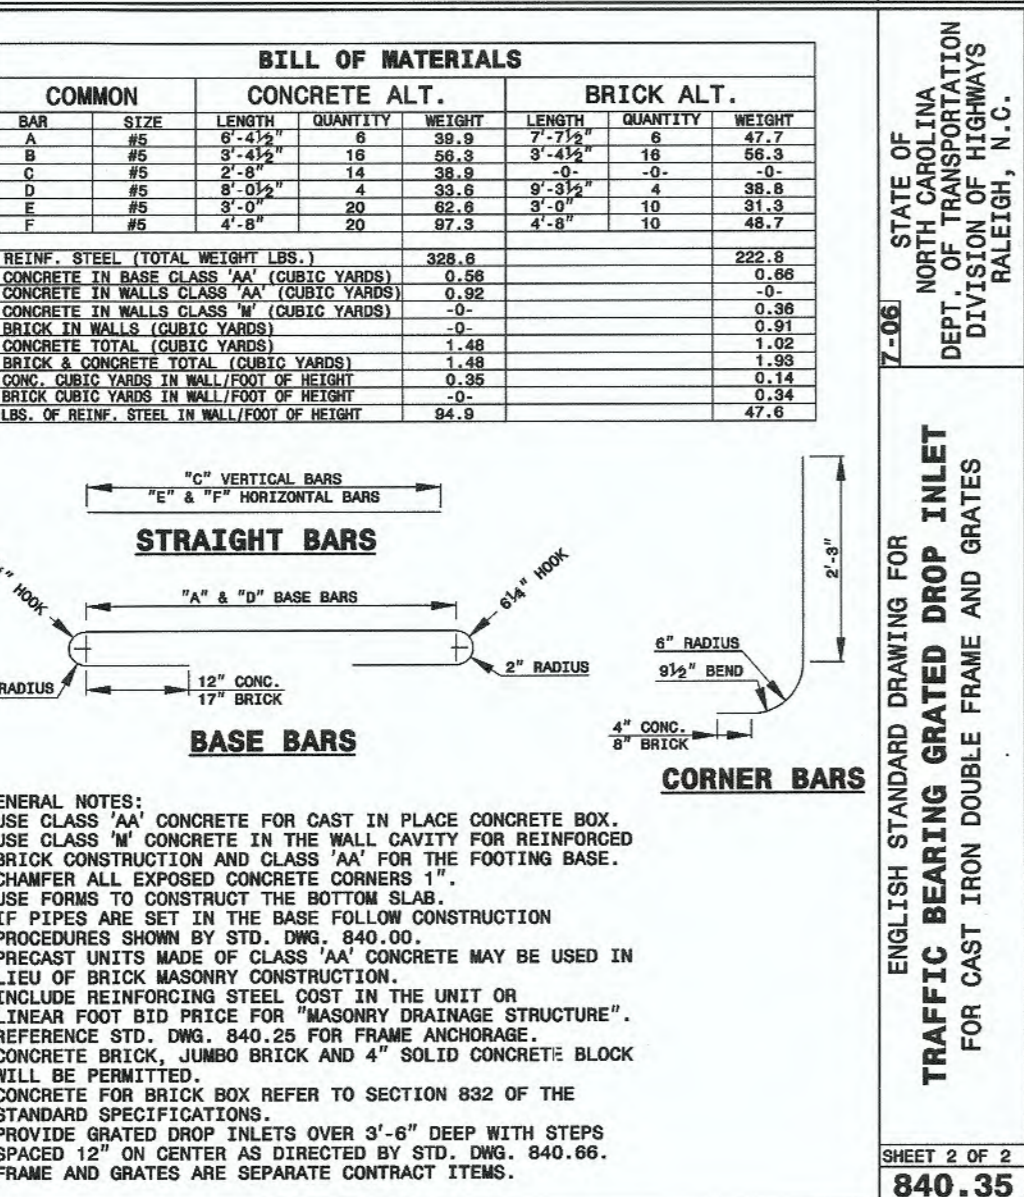 BILL OF MATERIALS
COMMON CONCRETE ALT. BRICK ALT.
BAR SIZE LENGTH QUANTITY WEIGHT LENGTH QUANTITY WEIGHT
A #5 6'-4½" 6 39.9 7'-7½" 6 47.7
B #5 3'-4½" 16 56.3 3'-4½" 16 56.3
C #5 2'-8" 14 38.9 -0- -0- -0-
D #5 8'-0½" 4 33.6 9'-3½" 4 38.8
E #5 3'-0" 20 62.6 3'-0" 10 31.3
F #5 4'-8" 20 97.3 4'-8" 10 48.7
REINF. STEEL (TOTAL WEIGHT LBS.) 328.6 222.8
CONCRETE IN BASE CLASS 'AA' (CUBIC YARDS) 0.56 0.66
CONCRETE IN WALLS CLASS 'AA' (CUBIC YARDS) 0.92 -0-
CONCRETE IN WALLS CLASS 'M' (CUBIC YARDS) -0- 0.36
BRICK IN WALLS (CUBIC YARDS) -0- 0.91
CONCRETE TOTAL (CUBIC YARDS) 1.48 1.02
BRICK & CONCRETE TOTAL (CUBIC YARDS) 1.48 1.93
CONC. CUBIC YARDS IN WALL/FOOT OF HEIGHT 0.35 0.14
BRICK CUBIC YARDS IN WALL/FOOT OF HEIGHT -0- 0.34
LBS. OF REINF. STEEL IN WALL/FOOT OF HEIGHT 94.9 47.6
"C" VERTICAL BARS
"E" & "F" HORIZONTAL BARS
STRAIGHT BARS
" HOOK
"A" & "D" BASE BARS
6¼" HOOK
RADIUS
2" RADIUS
12" CONC.
17" BRICK
BASE BARS
2'-3"
6" RADIUS
9½" BEND
4" CONC.
8" BRICK
CORNER BARS
ENERAL NOTES:
USE CLASS 'AA' CONCRETE FOR CAST IN PLACE CONCRETE BOX.
USE CLASS 'M' CONCRETE IN THE WALL CAVITY FOR REINFORCED
BRICK CONSTRUCTION AND CLASS 'AA' FOR THE FOOTING BASE.
CHAMFER ALL EXPOSED CONCRETE CORNERS 1".
USE FORMS TO CONSTRUCT THE BOTTOM SLAB.
IF PIPES ARE SET IN THE BASE FOLLOW CONSTRUCTION
PROCEDURES SHOWN BY STD. DWG. 840.00.
PRECAST UNITS MADE OF CLASS 'AA' CONCRETE MAY BE USED IN
LIEU OF BRICK MASONRY CONSTRUCTION.
INCLUDE REINFORCING STEEL COST IN THE UNIT OR
LINEAR FOOT BID PRICE FOR "MASONRY DRAINAGE STRUCTURE".
REFERENCE STD. DWG. 840.25 FOR FRAME ANCHORAGE.
CONCRETE BRICK, JUMBO BRICK AND 4" SOLID CONCRETE BLOCK
WILL BE PERMITTED.
CONCRETE FOR BRICK BOX REFER TO SECTION 832 OF THE
STANDARD SPECIFICATIONS.
PROVIDE GRATED DROP INLETS OVER 3'-6" DEEP WITH STEPS
SPACED 12" ON CENTER AS DIRECTED BY STD. DWG. 840.66.
FRAME AND GRATES ARE SEPARATE CONTRACT ITEMS.
7-06
STATE OF
NORTH CAROLINA
DEPT. OF TRANSPORTATION
DIVISION OF HIGHWAYS
RALEIGH, N.C.
ENGLISH STANDARD DRAWING FOR
TRAFFIC BEARING GRATED DROP INLET
FOR CAST IRON DOUBLE FRAME AND GRATES
SHEET 2 OF 2
840.35